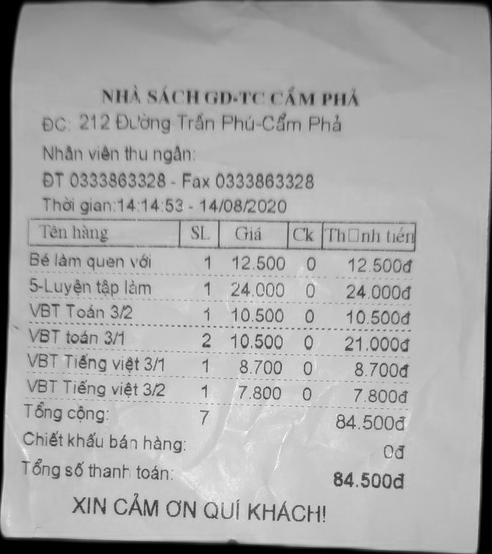 NHÀ SÁCH GD-TC CẨM PHẢ
ĐC: 212 Đường Trần Phú-Cẩm Phả
Nhân viên thu ngân:
ĐT 0333863328 - Fax 0333863328
Thời gian:14:14:53 - 14/08/2020
Tên hàng SL Giá Ck Th□nh tiền
Bé làm quen với 1 12.500 0 12.500đ
5-Luyện tập làm 1 24.000 0 24.000đ
VBT Toán 3/2 1 10.500 0 10.500đ
VBT toán 3/1 2 10.500 0 21.000đ
VBT Tiếng việt 3/1 1 8.700 0 8.700đ
VBT Tiếng việt 3/2 1 7.800 0 7.800đ
Tổng cộng: 7 84.500đ
Chiết khấu bán hàng: 0đ
Tổng số thanh toán: 84.500đ
XIN CẢM ƠN QUÍ KHÁCH!